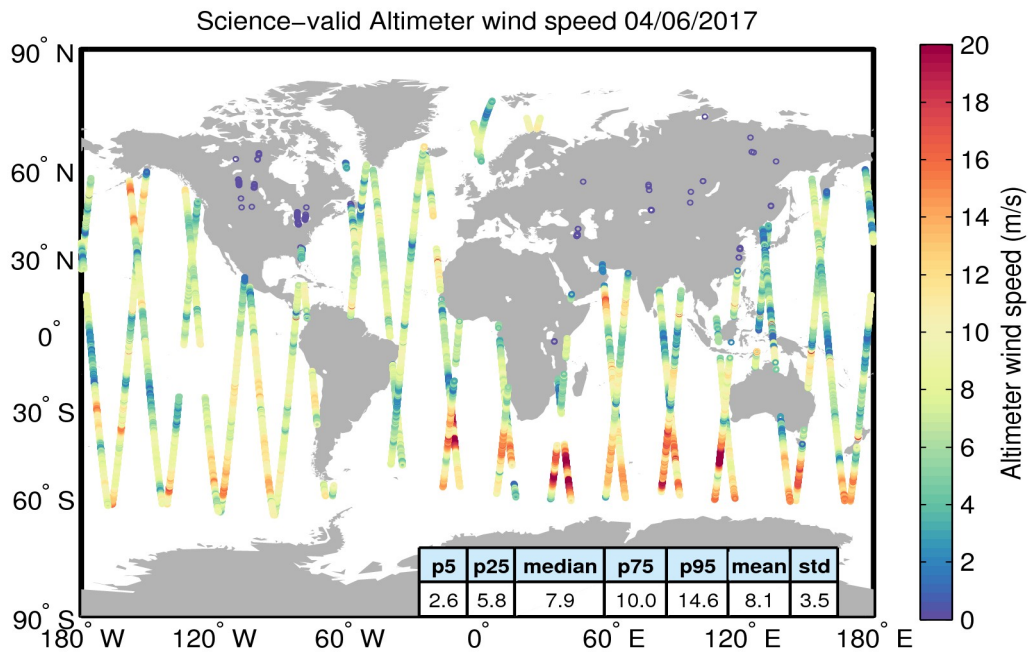 Science−valid Altimeter wind speed 04/06/2017
90° N
60° N
30° N
0°
30° S
60° S
90° S
180° W
120° W
60° W
0°
60° E
120° E
180° E
p5 p25 median p75 p95 mean std
2.6 5.8 7.9 10.0 14.6 8.1 3.5
20
18
16
14
12
10
8
6
4
2
0
Altimeter wind speed (m/s)